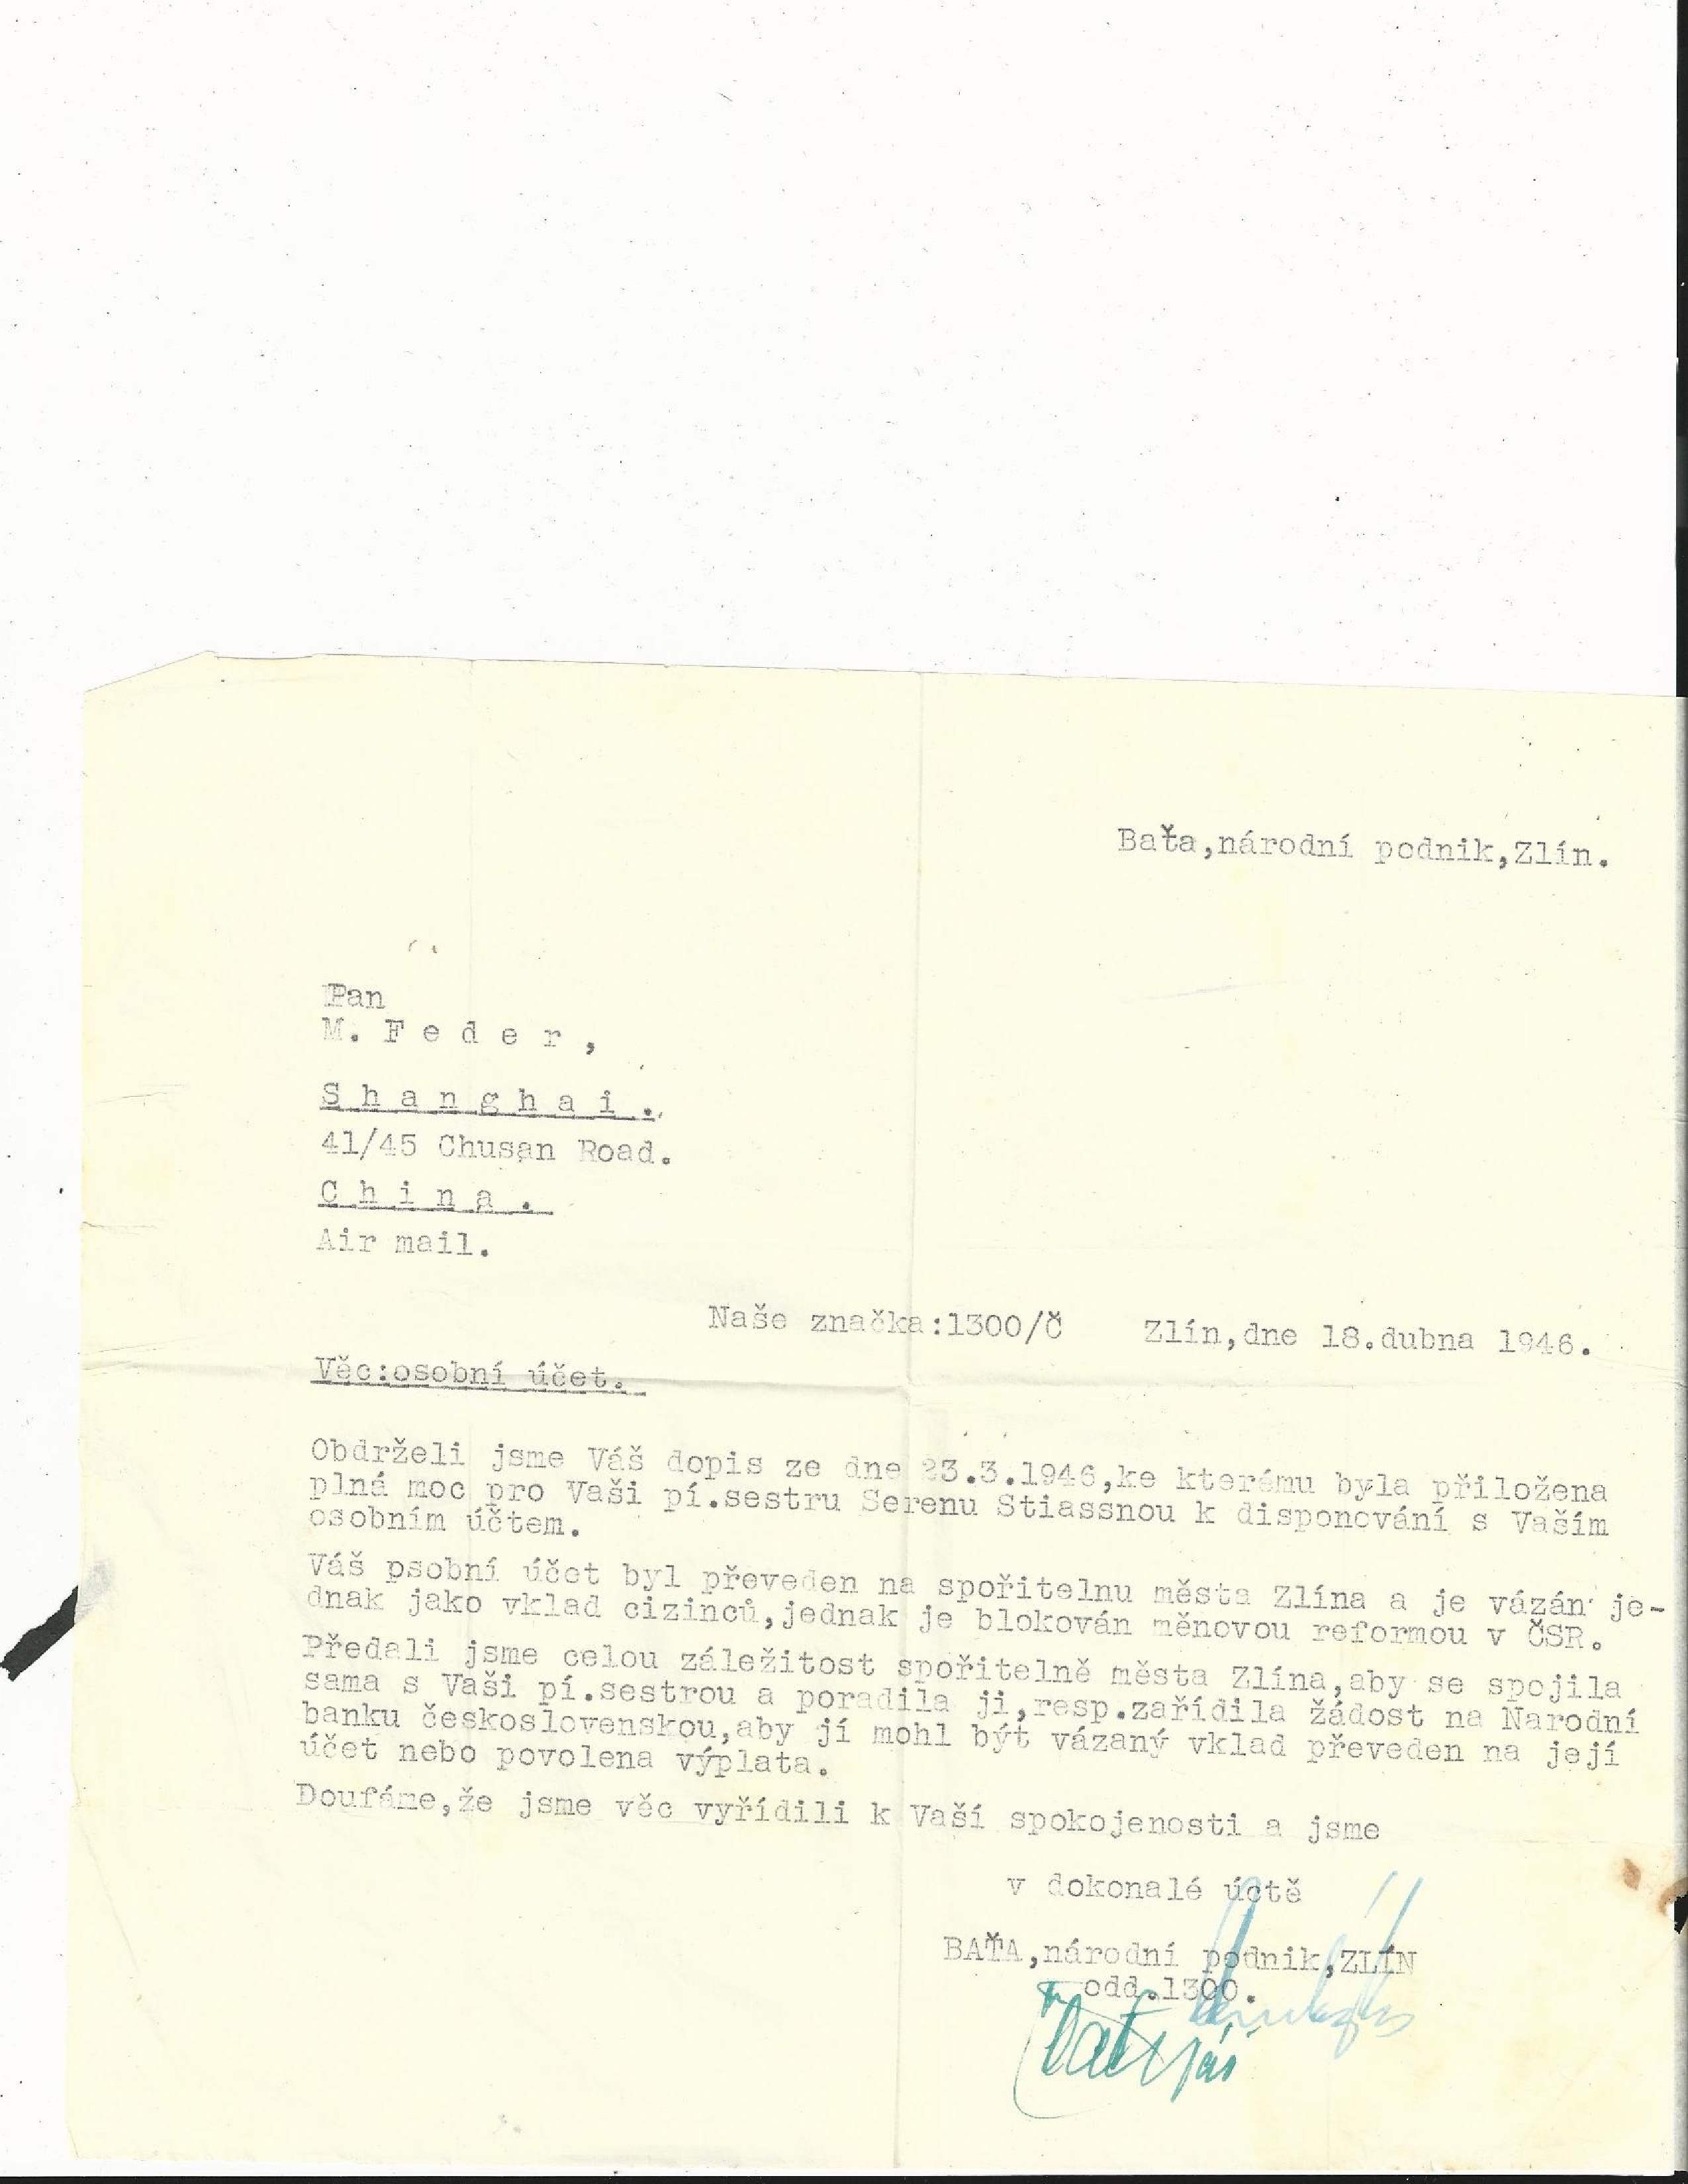 Baťa,národní podnik,Zlín.
Pan
M. F e d e r ,
S h a n g h a i .
41/45 Chusan Road.
C h i n a .
Air mail.
Naše značka:1300/Č    Zlín,dne 18.dubna 1946.
Věc:osobní účet.
Obdrželi jsme Váš dopis ze dne 23.3.1946,ke kterému byla přiložena
plná moc pro Vaši pí.sestru Serenu Stiassnou k disponování s Vaším
osobním účtem.
Váš psobní účet byl převeden na spořitelnu města Zlína a je vázán je-
dnak jako vklad cizinců,jednak je blokován měnovou reformou v ČSR.
Předali jsme celou záležitost spořitelně města Zlína,aby se spojila
sama s Vaši pí.sestrou a poradila ji,resp.zařídila žádost na Narodní
banku československou,aby jí mohl být vázaný vklad převeden na její
účet nebo povolena výplata.
Doufáme,že jsme věc vyřídili k Vaší spokojenosti a jsme
v dokonalé úctě
BAŤA,národní podnik,ZLÍN
odd.1300.